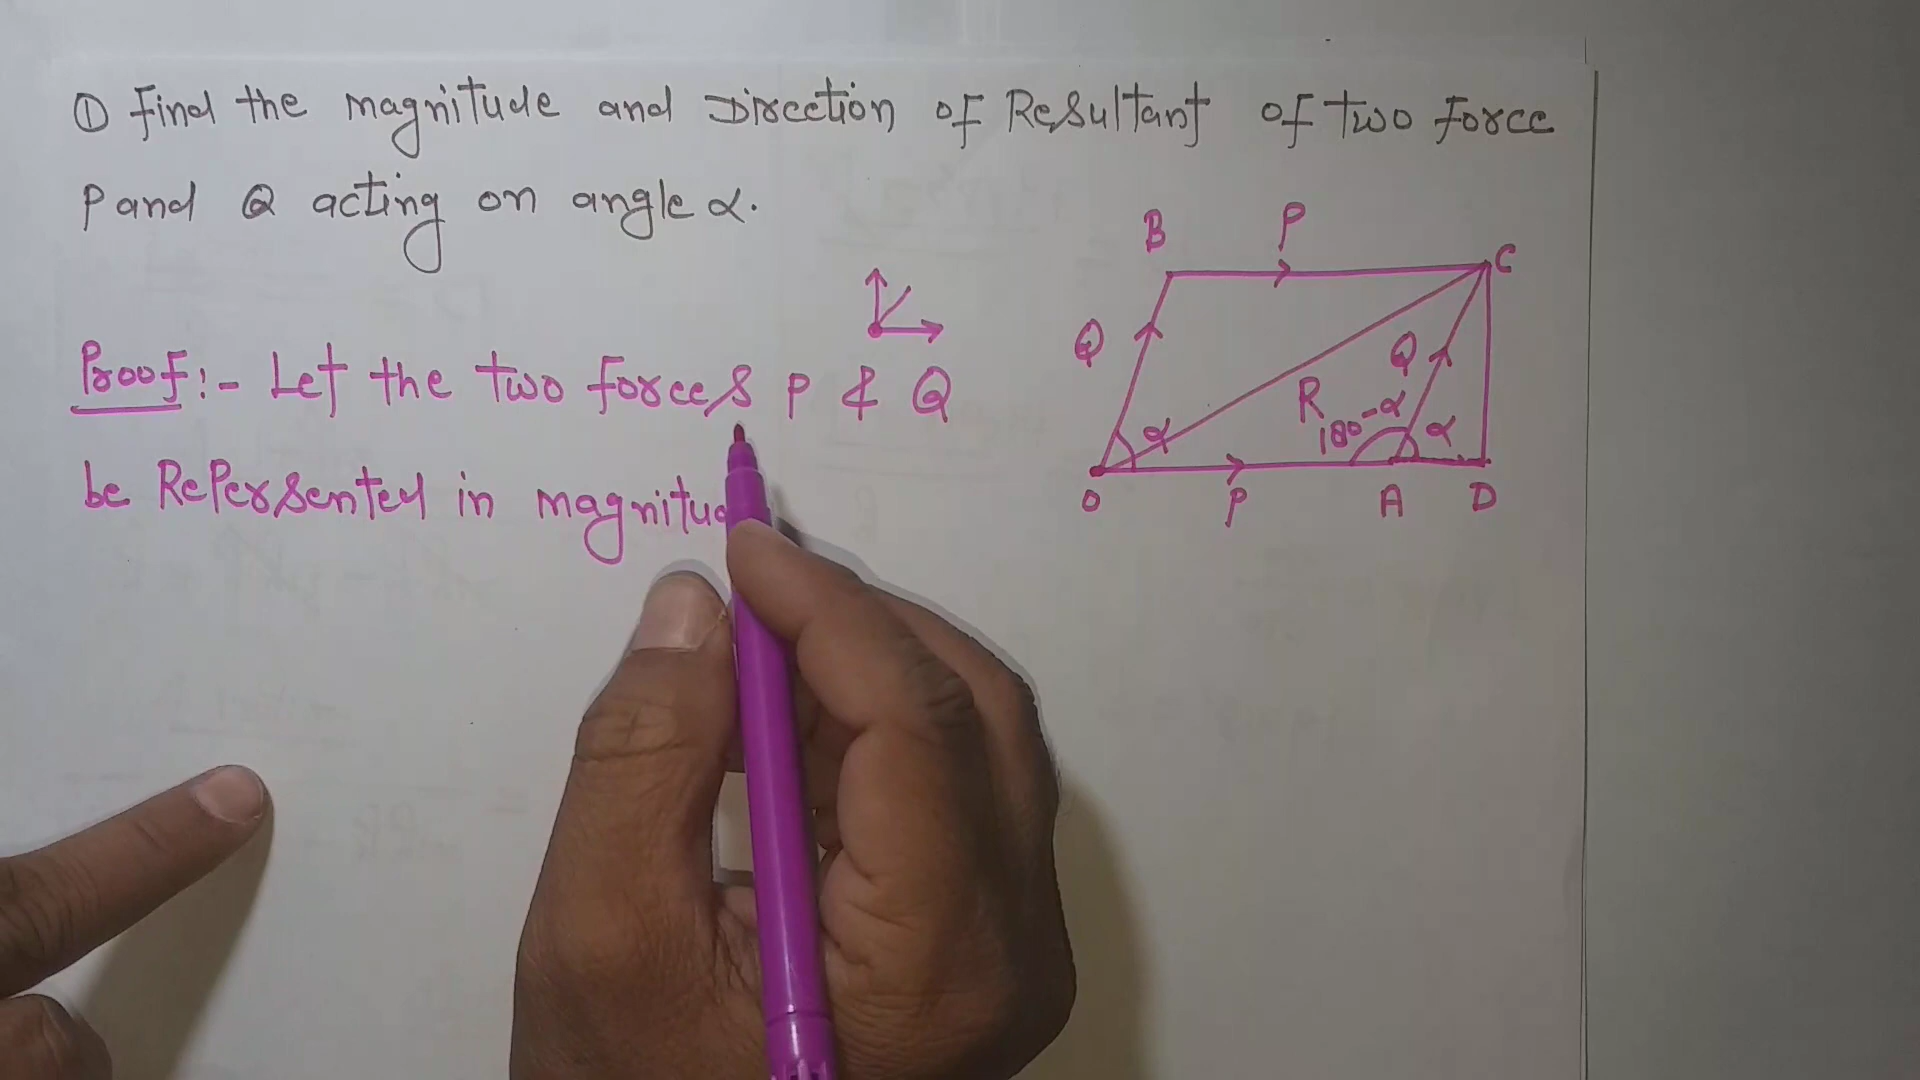 ① Find the magnitude and Direction of Resultant of two force
P and Q acting on angle α.
Proof:- Let the two forces P & Q
be Repersented in magnitud
B P C
Q Q
R
180-α
α α
O P A D